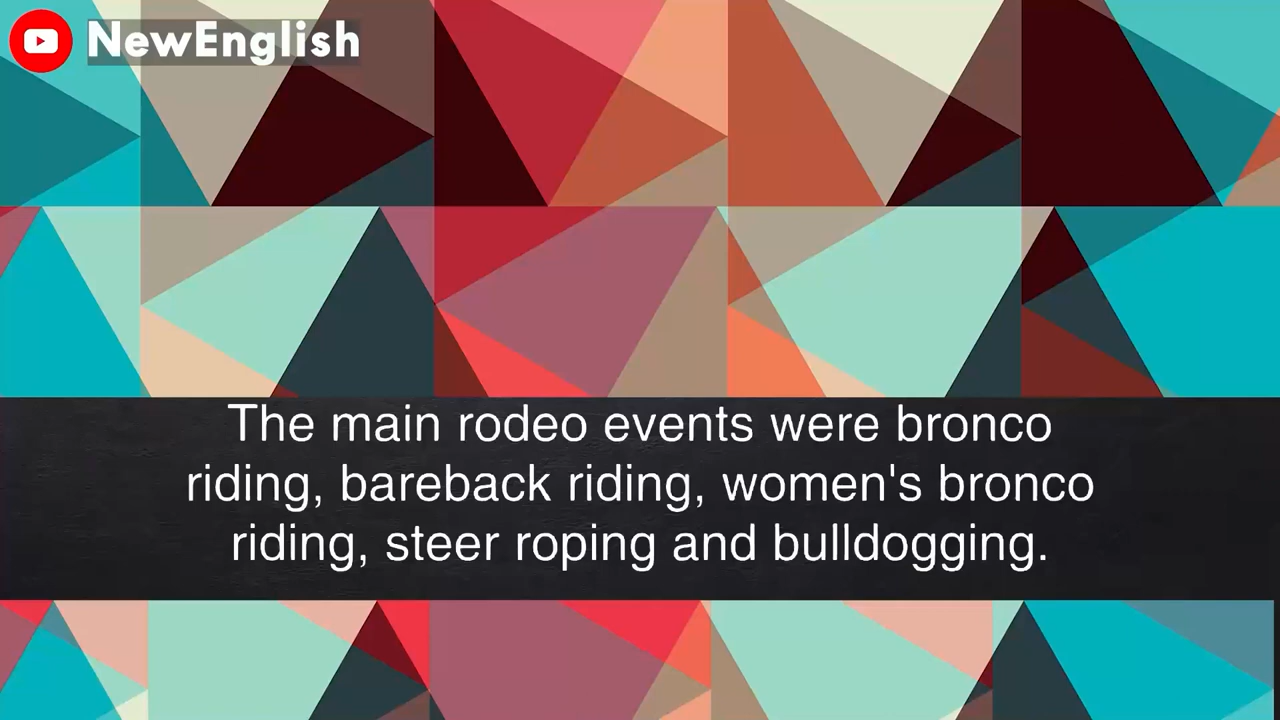 NewEnglish
The main rodeo events were bronco
riding, bareback riding, women's bronco
riding, steer roping and bulldogging.